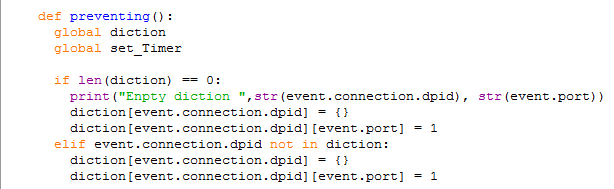 def preventing():
global diction
global set_Timer
if len(diction) == 0:
print("Enpty diction ",str(event.connection.dpid), str(event.port))
diction[event.connection.dpid] = {}
diction[event.connection.dpid][event.port] = 1
elif event.connection.dpid not in diction:
diction[event.connection.dpid] = {}
diction[event.connection.dpid][event.port] = 1